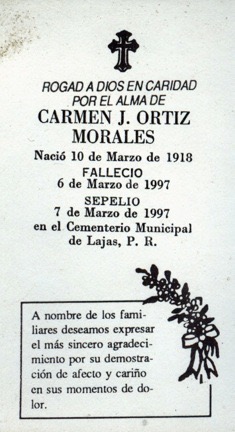 ROGAD A DIOS EN CARIDAD
POR EL ALMA DE
CARMEN J. ORTIZ
MORALES
Nació 10 de Marzo de 1918
FALLECIO
6 de Marzo de 1997
SEPELIO
7 de Marzo de 1997
en el Cementerio Municipal
de Lajas, P. R.
A nombre de los fami-
liares deseamos expresar
el más sincero agradeci-
miento por su demostra-
ción de afecto y cariño
en sus momentos de do-
lor.